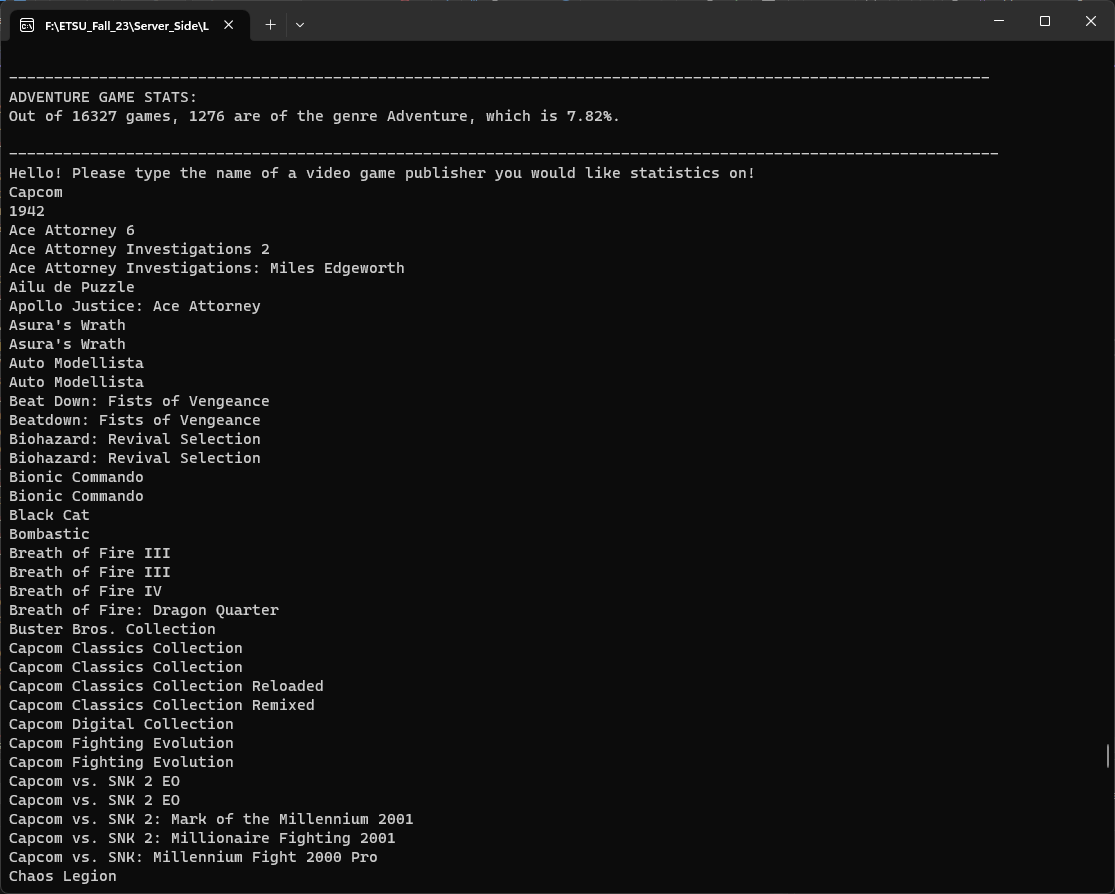 F:\ETSU_Fall_23\Server_Side\L
-------------------------------------------------------------------------------------------------------------
ADVENTURE GAME STATS:
Out of 16327 games, 1276 are of the genre Adventure, which is 7.82%.
--------------------------------------------------------------------------------------------------------------
Hello! Please type the name of a video game publisher you would like statistics on!
Capcom
1942
Ace Attorney 6
Ace Attorney Investigations 2
Ace Attorney Investigations: Miles Edgeworth
Ailu de Puzzle
Apollo Justice: Ace Attorney
Asura's Wrath
Asura's Wrath
Auto Modellista
Auto Modellista
Beat Down: Fists of Vengeance
Beatdown: Fists of Vengeance
Biohazard: Revival Selection
Biohazard: Revival Selection
Bionic Commando
Bionic Commando
Black Cat
Bombastic
Breath of Fire III
Breath of Fire III
Breath of Fire IV
Breath of Fire: Dragon Quarter
Buster Bros. Collection
Capcom Classics Collection
Capcom Classics Collection
Capcom Classics Collection Reloaded
Capcom Classics Collection Remixed
Capcom Digital Collection
Capcom Fighting Evolution
Capcom Fighting Evolution
Capcom vs. SNK 2 EO
Capcom vs. SNK 2 EO
Capcom vs. SNK 2: Mark of the Millennium 2001
Capcom vs. SNK 2: Millionaire Fighting 2001
Capcom vs. SNK: Millennium Fight 2000 Pro
Chaos Legion